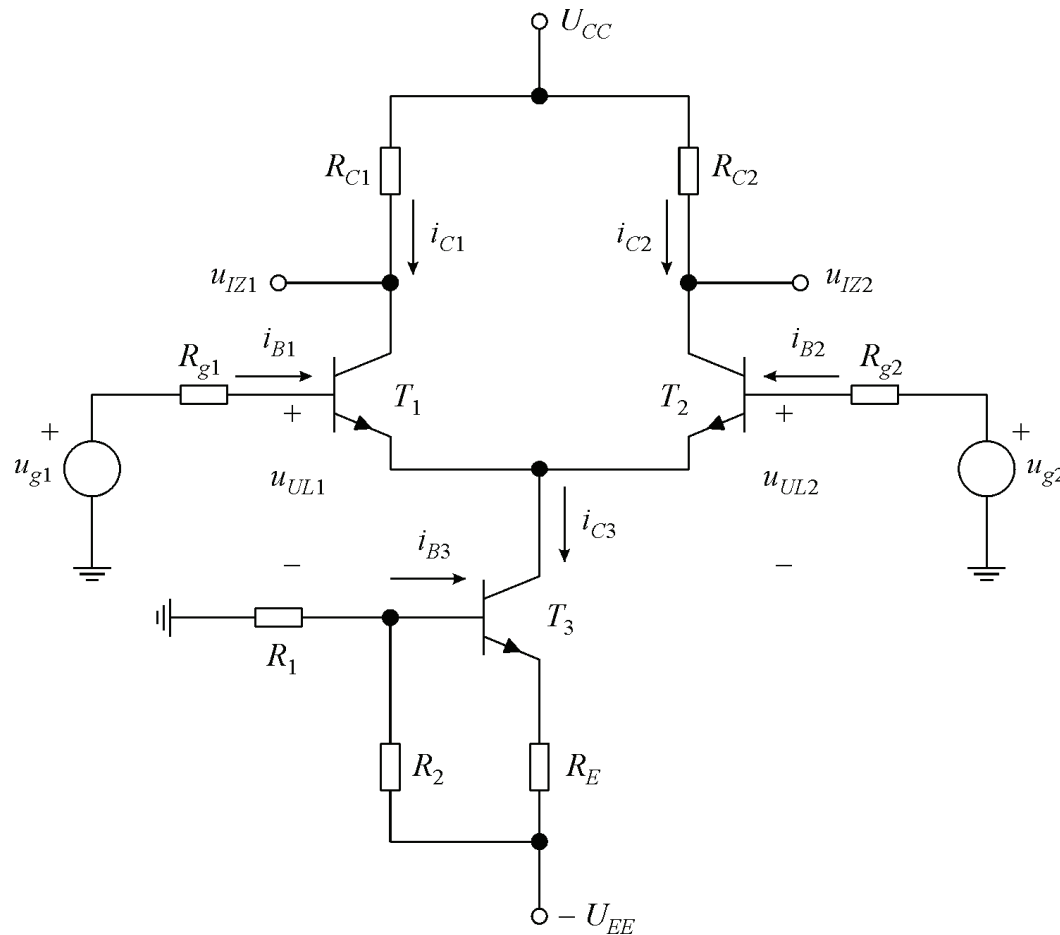 U_CC
R_C1
R_C2
i_C1
i_C2
u_IZ1
u_IZ2
i_B1
i_B2
R_g1
R_g2
T_1
T_2
+
+
+
+
u_g1
u_UL1
u_UL2
u_g2
i_C3
i_B3
–
–
T_3
R_1
R_2
R_E
– U_EE